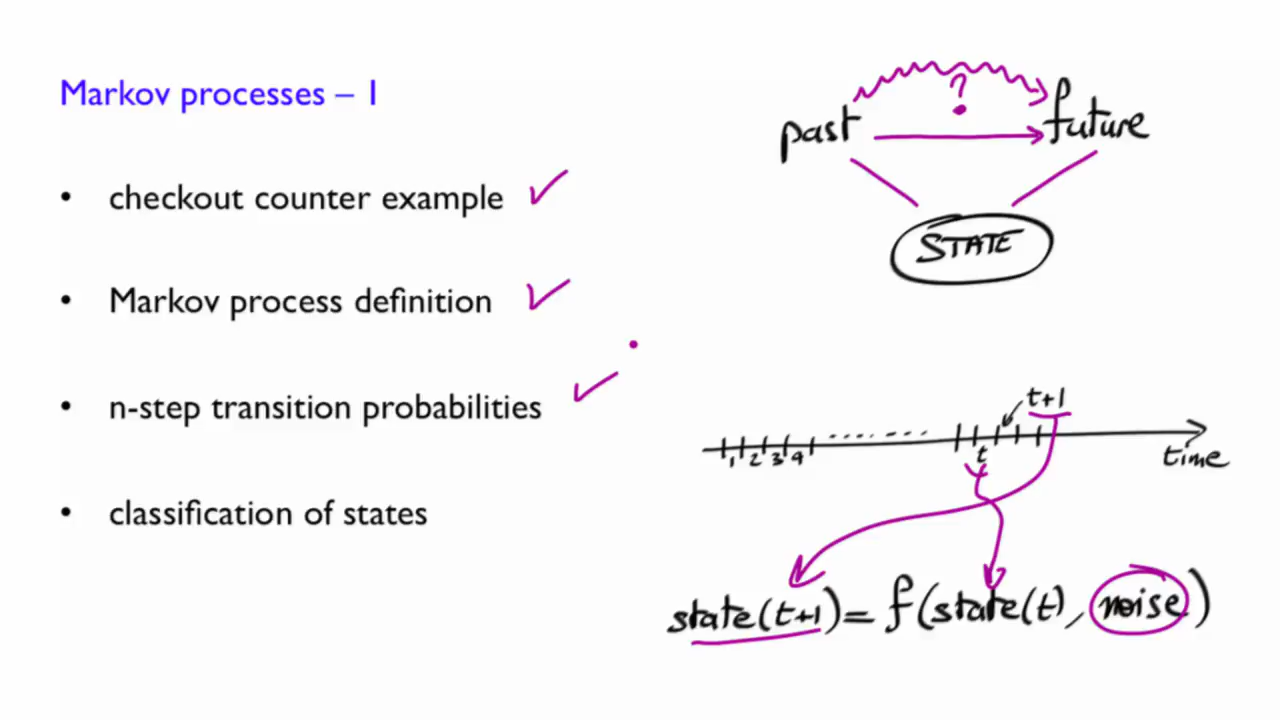 Markov processes – 1
• checkout counter example
• Markov process definition
• n-step transition probabilities
• classification of states
?
past
future
STATE
t+1
1 2 3 4
t
time
state(t+1) = f(state(t), noise)